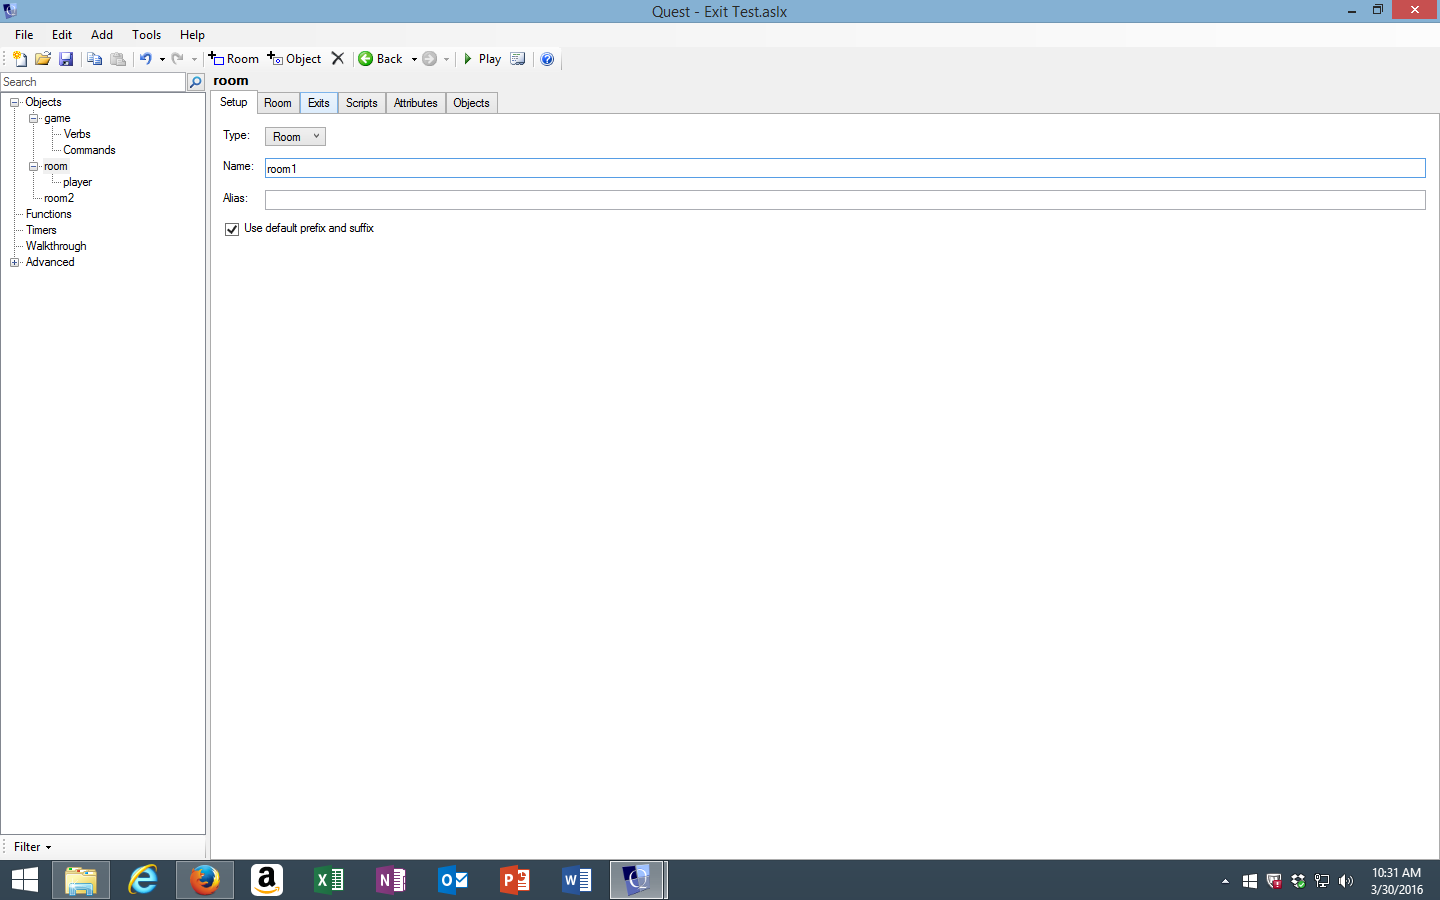 Quest - Exit Test.aslx
File Edit Add Tools Help
Room Object Back Play
Search
room
Objects
game
Verbs
Commands
room
player
room2
Functions
Timers
Walkthrough
Advanced
Setup Room Exits Scripts Attributes Objects
Type: Room
Name: room1
Alias:
Use default prefix and suffix
Filter
10:31 AM
3/30/2016